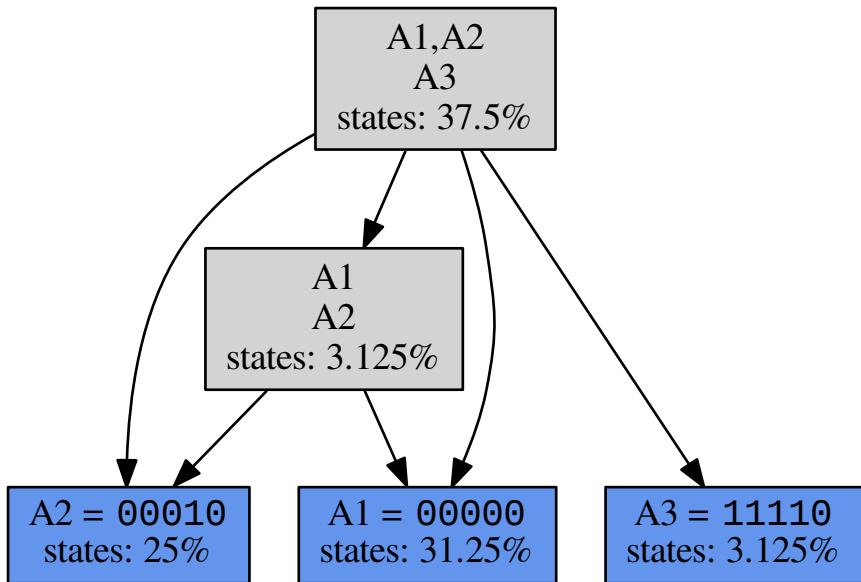 A1,A2
A3
states: 37.5%
A1
A2
states: 3.125%
A2 = 00010
states: 25%
A1 = 00000
states: 31.25%
A3 = 11110
states: 3.125%